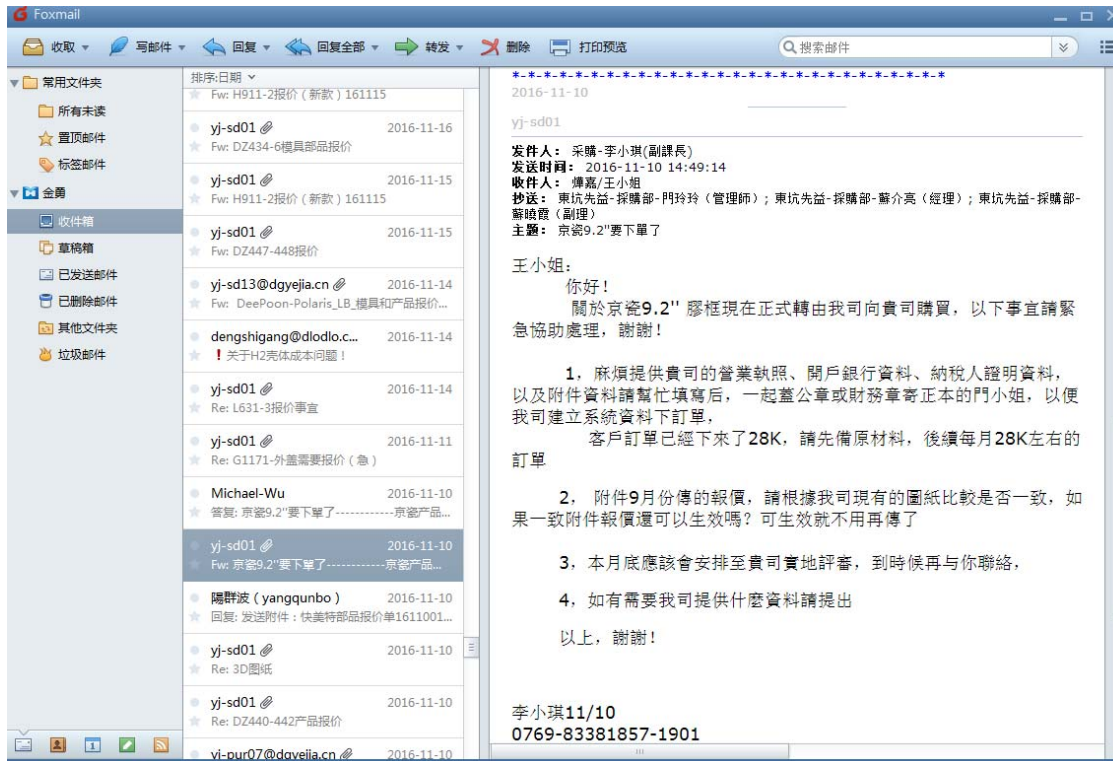 Foxmail
收取 写邮件 回复 回复全部 转发 删除 打印预览 搜索邮件
常用文件夹
所有未读
置顶邮件
标签邮件
金勇
收件箱
草稿箱
已发送邮件
已删除邮件
其他文件夹
垃圾邮件
排序:日期
Fw: H911-2报价（新款）161115
yj-sd01 2016-11-16
Fw: DZ434-6模具部品报价
yj-sd01 2016-11-15
Fw: H911-2报价（新款）161115
yj-sd01 2016-11-15
Fw: DZ447-448报价
yj-sd13@dgyejia.cn 2016-11-14
Fw: DeePoon-Polaris_LB_模具和产品报价...
dengshigang@dlodlo.c... 2016-11-14
！关于H2壳体成本问题！
yj-sd01 2016-11-14
Re: L631-3报价事宜
yj-sd01 2016-11-11
Re: G1171-外盖需要报价（急）
Michael-Wu 2016-11-10
答复: 京瓷9.2"要下單了------------京瓷产品...
yj-sd01 2016-11-10
Fw: 京瓷9.2"要下單了------------京瓷产品...
陽群波（yangqunbo） 2016-11-10
回复: 发送附件：快美特部品报价单1611001...
yj-sd01 2016-11-10
Re: 3D图纸
yj-sd01 2016-11-10
Re: DZ440-442产品报价
yj-pur07@dgyejia.cn 2016-11-10
*-*-*-*-*-*-*-*-*-*-*-*-*-*-*-*-*-*-*-*-*-*-*-*-*-*-*-*
2016-11-10
yj-sd01
发件人： 采購-李小琪(副課長)
发送时间： 2016-11-10 14:49:14
收件人： 燁嘉/王小姐
抄送： 東坑先益-採購部-門玲玲（管理師）; 東坑先益-採購部-蘇介亮（經理）; 東坑先益-採購部-
蘇曉霞（副理）
主题： 京瓷9.2"要下單了
王小姐:
你好！
關於京瓷9.2'' 膠框現在正式轉由我司向貴司購買，以下事宜請緊
急協助處理，謝謝！
1，麻煩提供貴司的營業執照、開戶銀行資料、納稅人證明資料，
以及附件資料請幫忙填寫后，一起蓋公章或財務章寄正本的門小姐，以便
我司建立系統資料下訂單，
客戶訂單已經下來了28K，請先備原材料，後續每月28K左右的
訂單
2， 附件9月份傳的報價，請根據我司現有的圖紙比較是否一致，如
果一致附件報價還可以生效嗎？可生效就不用再傳了
3，本月底應該會安排至貴司實地評審，到時候再与你聯絡，
4，如有需要我司提供什麼資料請提出
以上，謝謝！
李小琪11/10
0769-83381857-1901